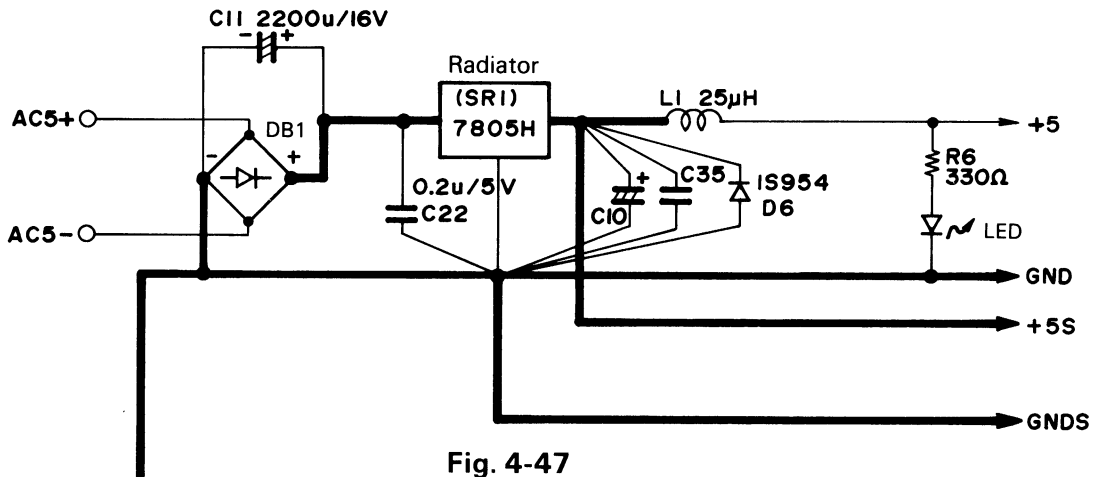 C11 2200u/16V
- +
Radiator
(SR1)
7805H
L1 25µH
AC5+
DB1
- +
+5
R6
330Ω
0.2u/5V
C22
+
C10
C35
IS954
D6
LED
AC5-
GND
+5S
GNDS
Fig. 4-47